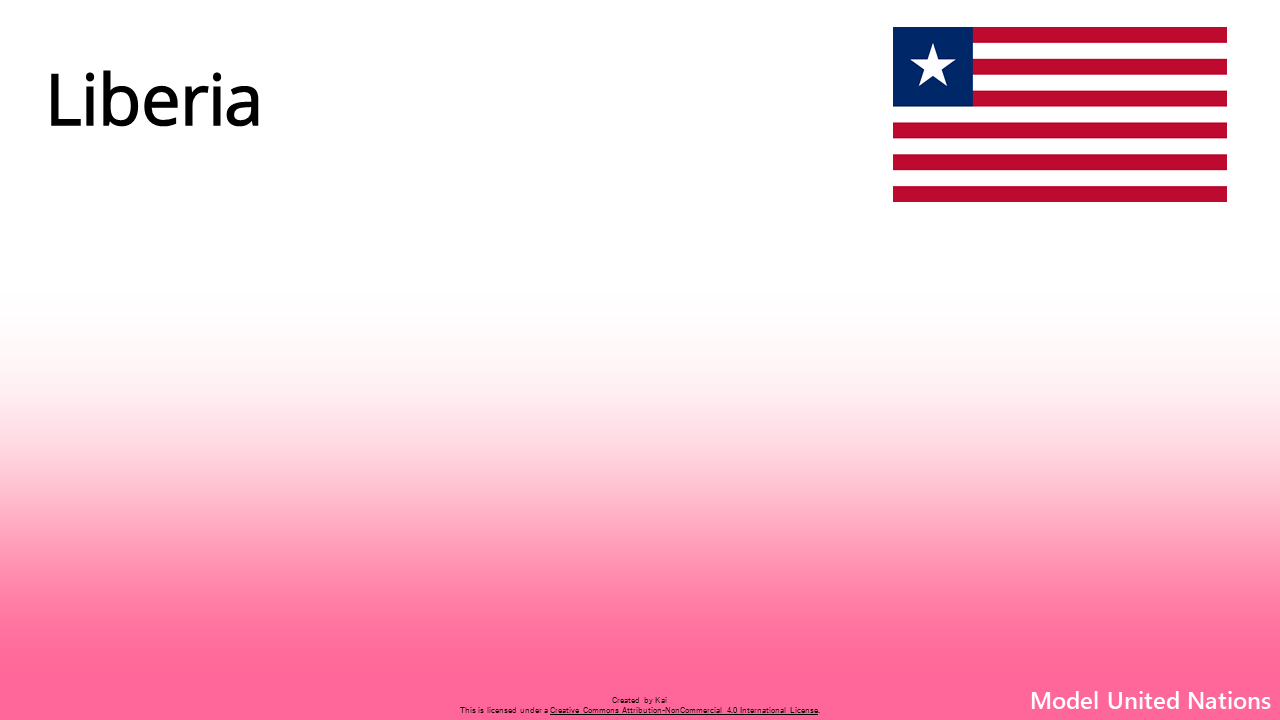 Liberia
Created by Kai
This is licensed under a Creative Commons Attribution-NonCommercial 4.0 International License.
Model United Nations